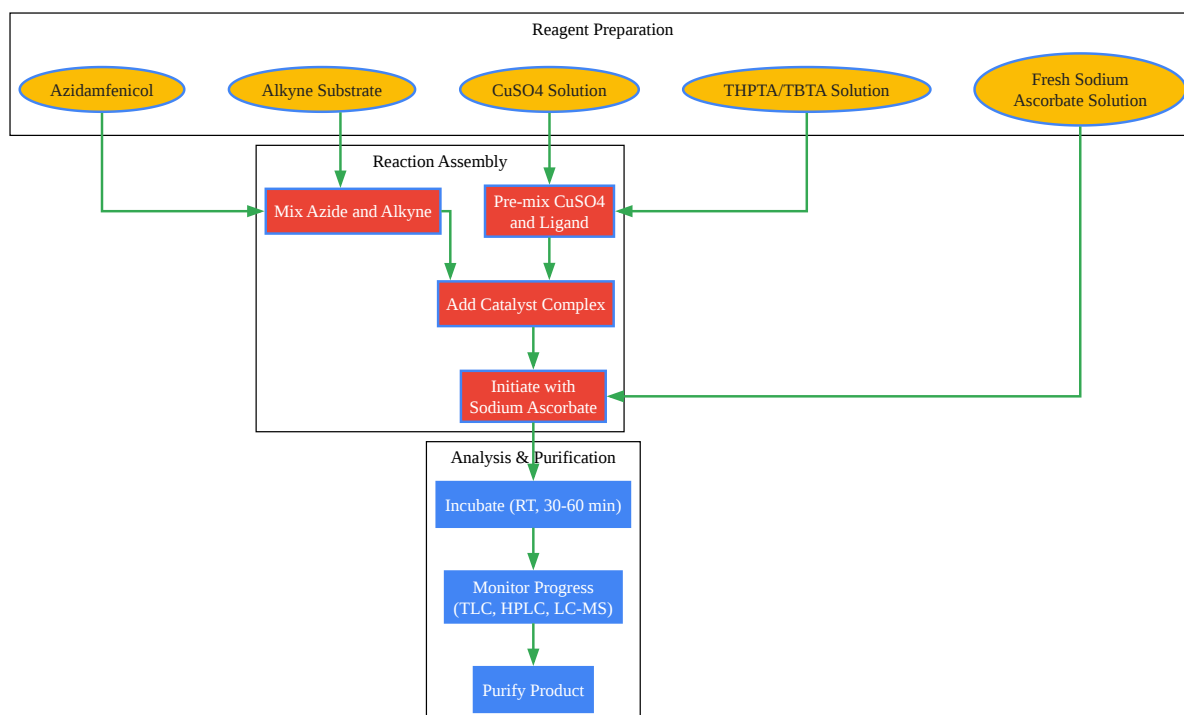 Reagent Preparation
Azidamfenicol
Alkyne Substrate
CuSO4 Solution
THPTA/TBTA Solution
Fresh Sodium
Ascorbate Solution
Reaction Assembly
Mix Azide and Alkyne
Pre-mix CuSO4
and Ligand
Add Catalyst Complex
Initiate with
Sodium Ascorbate
Analysis & Purification
Incubate (RT, 30-60 min)
Monitor Progress
(TLC, HPLC, LC-MS)
Purify Product